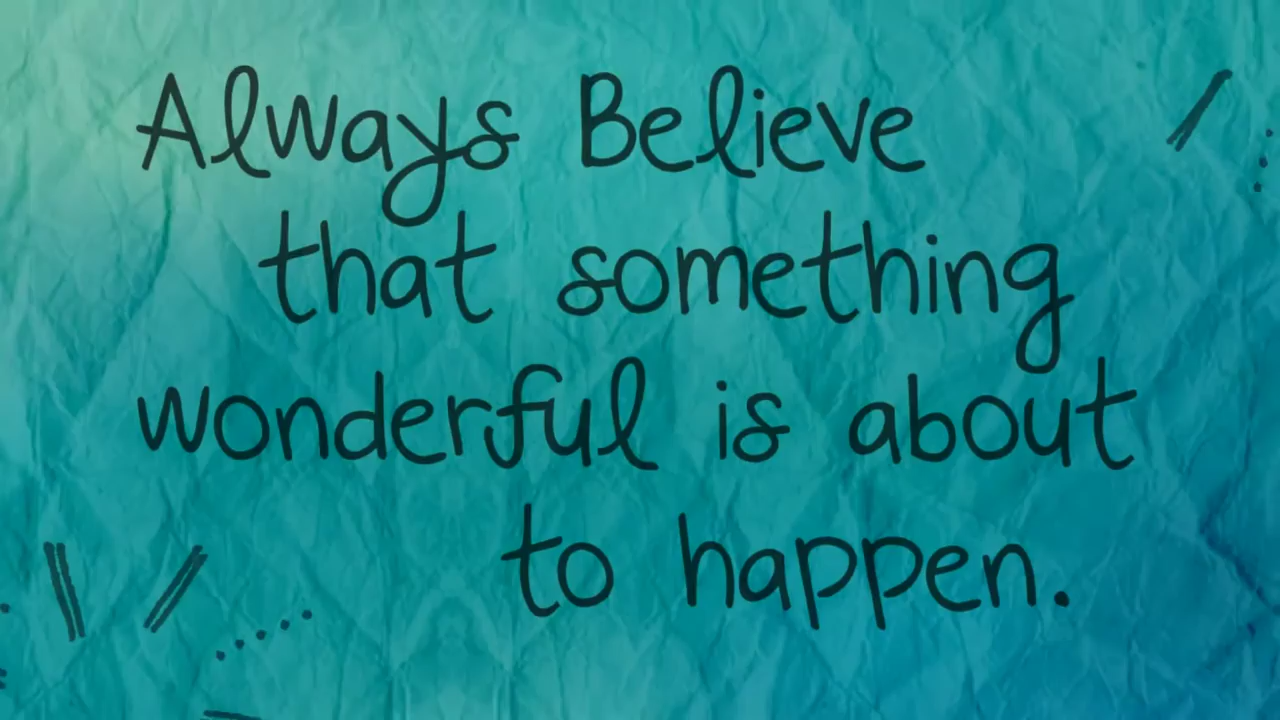 Always Believe
that something
wonderful is about
to happen.